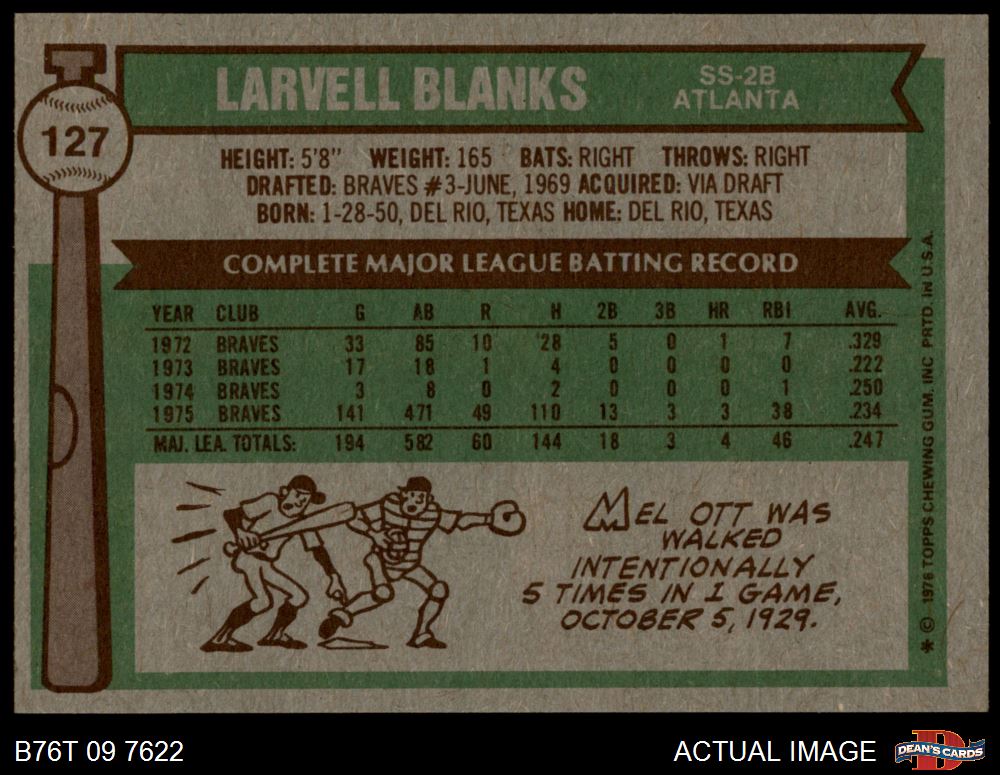 127
LARVELL BLANKS
SS-2B
ATLANTA
HEIGHT: 5'8" WEIGHT: 165 BATS: RIGHT THROWS: RIGHT
DRAFTED: BRAVES #3-JUNE, 1969 ACQUIRED: VIA DRAFT
BORN: 1-28-50, DEL RIO, TEXAS HOME: DEL RIO, TEXAS
COMPLETE MAJOR LEAGUE BATTING RECORD
YEAR CLUB G AB R H 2B 3B HR RBI AVG.
1972 BRAVES 33 85 10 28 5 0 1 7 .329
1973 BRAVES 17 18 1 4 0 0 0 0 .222
1974 BRAVES 3 8 0 2 0 0 0 1 .250
1975 BRAVES 141 471 49 110 13 3 3 38 .234
MAJ. LEA. TOTALS: 194 582 60 144 18 3 4 46 .247
MEL OTT WAS
WALKED
INTENTIONALLY
5 TIMES IN 1 GAME,
OCTOBER 5, 1929.
* © 1976 TOPPS CHEWING GUM, INC PRTD. IN U.S.A.
B76T 09 7622
ACTUAL IMAGE
D
DEAN'S CARDS